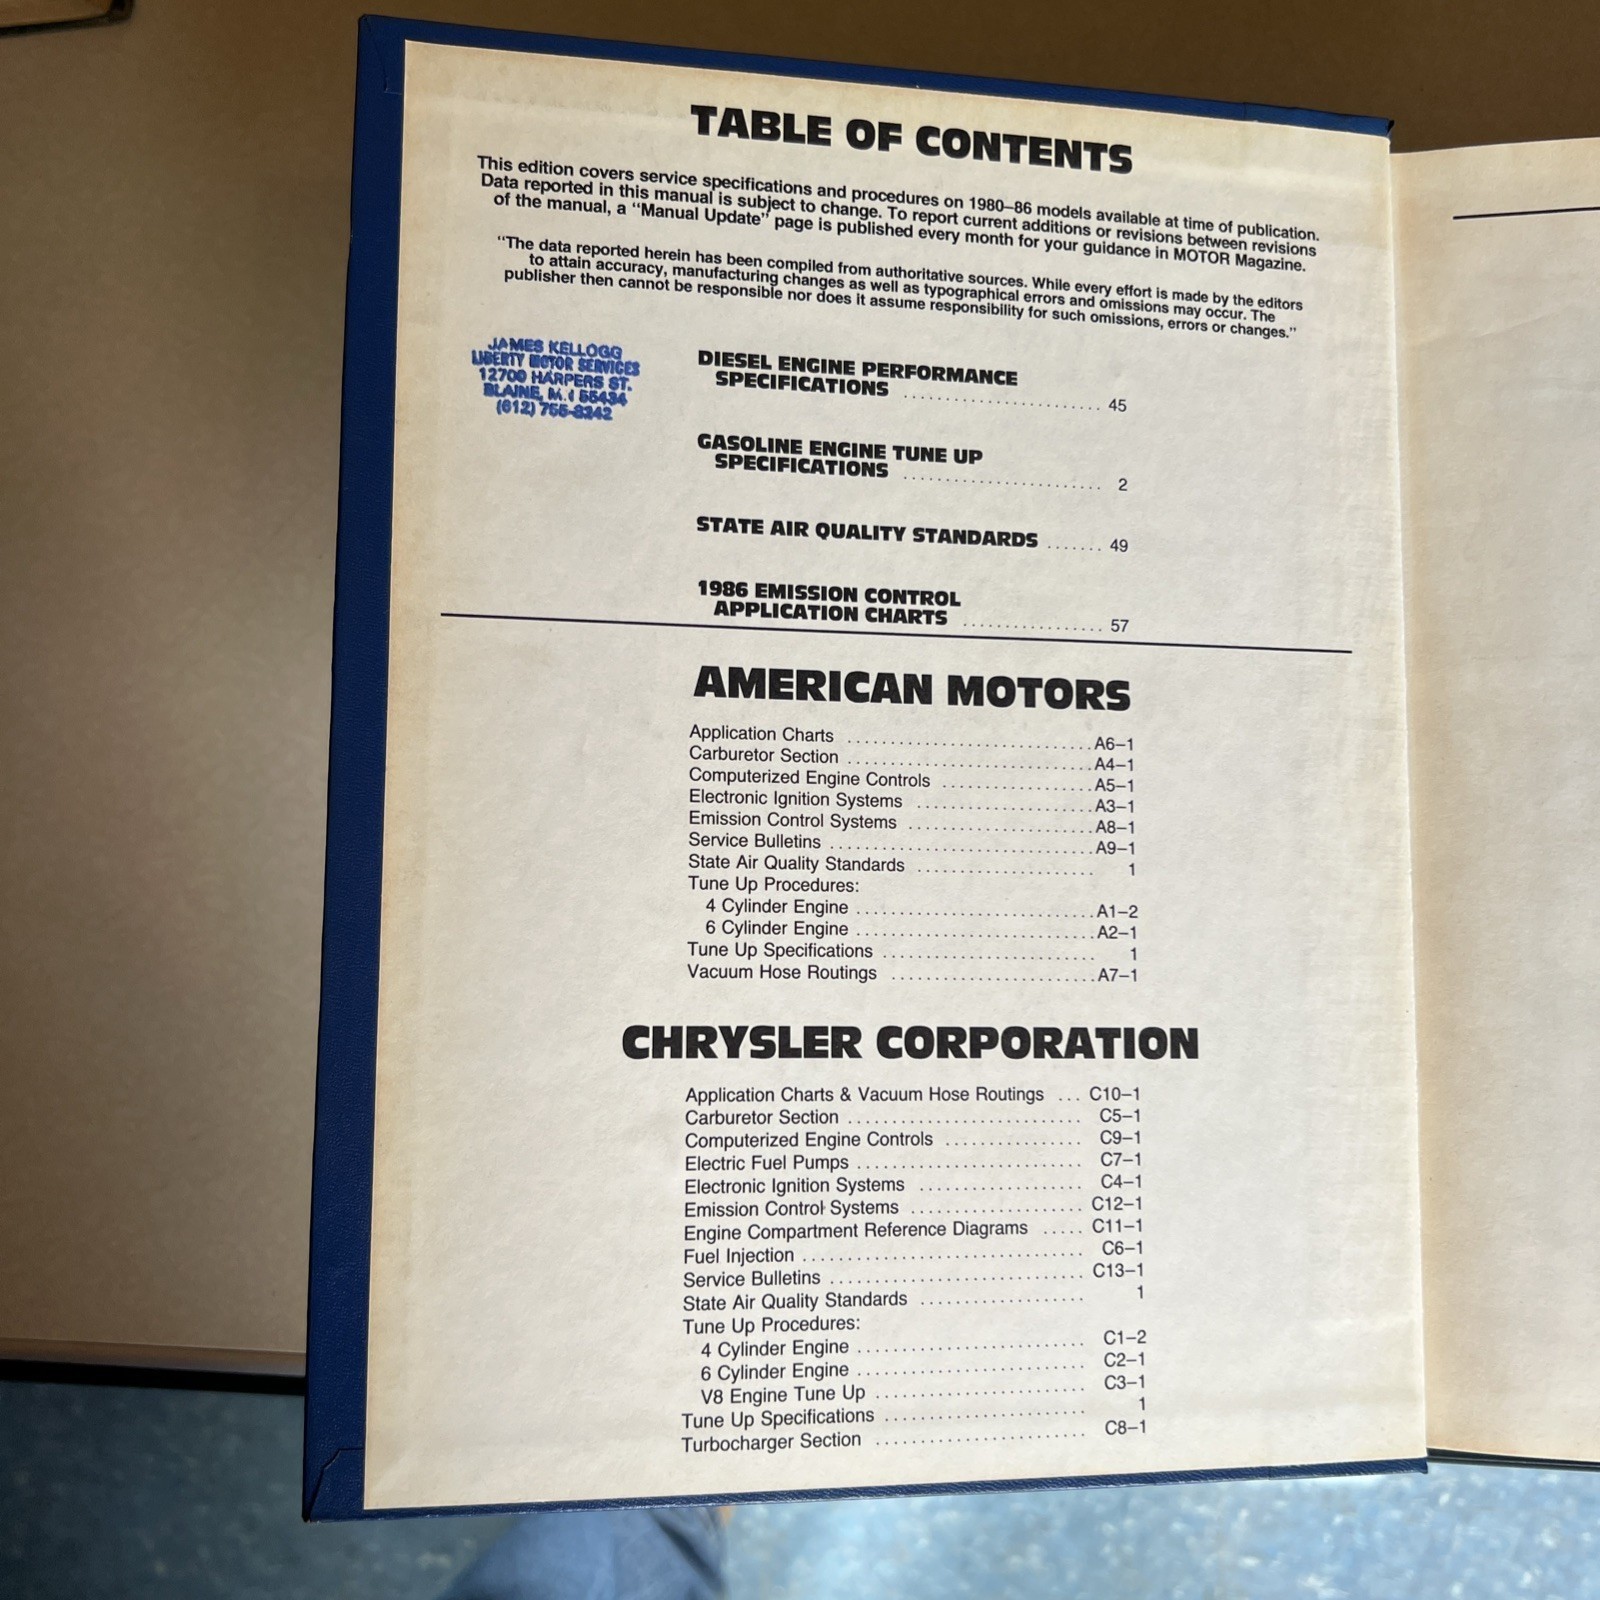 TABLE OF CONTENTS
This edition covers service specifications and procedures on 1980–86 models available at time of publication.
Data reported in this manual is subject to change. To report current additions or revisions between revisions
of the manual, a "Manual Update" page is published every month for your guidance in MOTOR Magazine.
"The data reported herein has been compiled from authoritative sources. While every effort is made by the editors
to attain accuracy, manufacturing changes as well as typographical errors and omissions may occur. The
publisher then cannot be responsible nor does it assume responsibility for such omissions, errors or changes."
JAMES KELLOGG
LIBERTY MOTOR SERVICES
12700 HARPERS ST.
BLAINE, 55434
(612) 755-8242
DIESEL ENGINE PERFORMANCE
SPECIFICATIONS ........................ 45
GASOLINE ENGINE TUNE UP
SPECIFICATIONS ........................ 2
STATE AIR QUALITY STANDARDS ....... 49
1986 EMISSION CONTROL
APPLICATION CHARTS ................. 57
AMERICAN MOTORS
Application Charts ............................ A6–1
Carburetor Section ............................ A4–1
Computerized Engine Controls .................. A5–1
Electronic Ignition Systems ..................... A3–1
Emission Control Systems ...................... A8–1
Service Bulletins ............................... A9–1
State Air Quality Standards ..................... 1
Tune Up Procedures:
4 Cylinder Engine ............................ A1–2
6 Cylinder Engine ............................ A2–1
Tune Up Specifications ......................... 1
Vacuum Hose Routings ........................ A7–1
CHRYSLER CORPORATION
Application Charts & Vacuum Hose Routings ... C10–1
Carburetor Section ........................... C5–1
Computerized Engine Controls ................ C9–1
Electric Fuel Pumps .......................... C7–1
Electronic Ignition Systems ................... C4–1
Emission Control Systems .................... C12–1
Engine Compartment Reference Diagrams ..... C11–1
Fuel Injection ................................. C6–1
Service Bulletins .............................. C13–1
State Air Quality Standards ................... 1
Tune Up Procedures:
4 Cylinder Engine ........................... C1–2
6 Cylinder Engine ........................... C2–1
V8 Engine Tune Up ......................... C3–1
Tune Up Specifications ........................ 1
Turbocharger Section ......................... C8–1